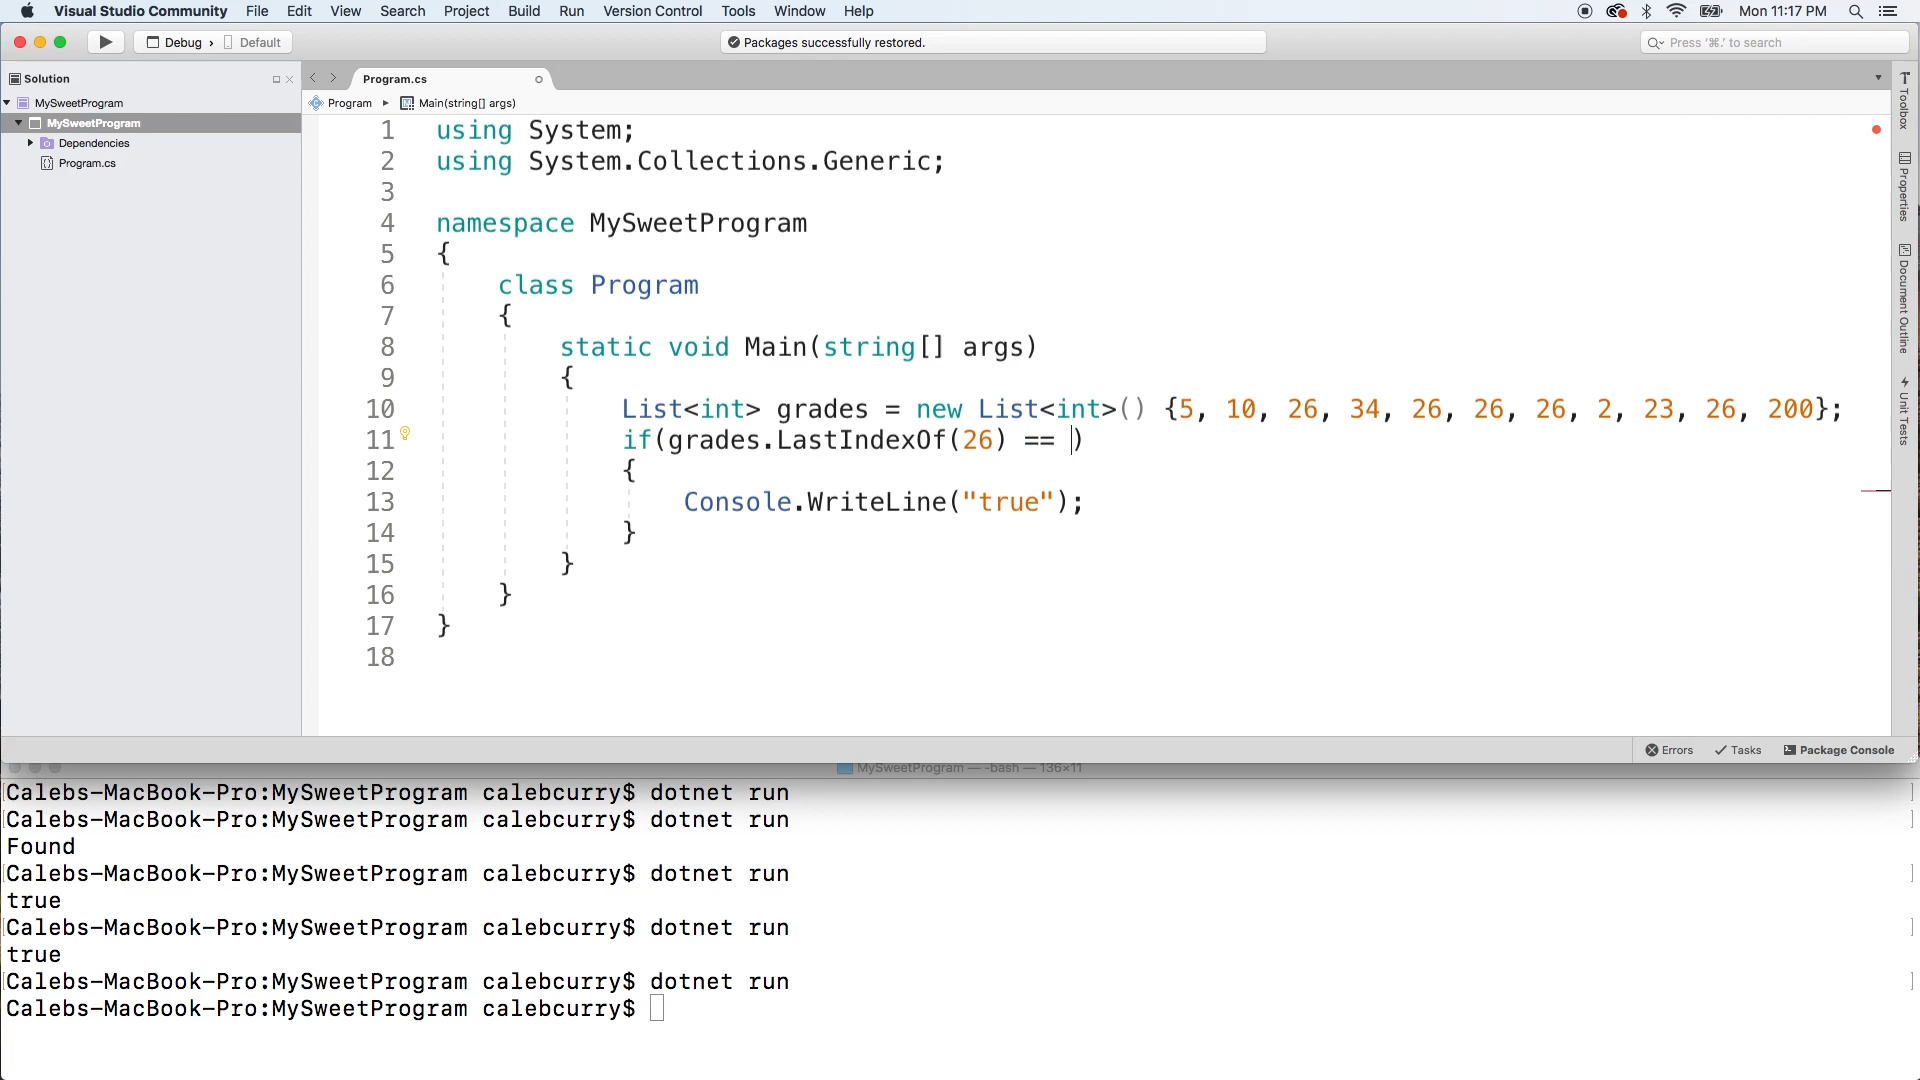 Visual Studio Community File Edit View Search Project Build Run Version Control Tools Window Help Mon 11:17 PM
Debug › Default Packages successfully restored. Press ‘⌘.’ to search
Solution
MySweetProgram
MySweetProgram
Dependencies
Program.cs
Program.cs
Program ▸ Main(string[] args)
1 using System;
2 using System.Collections.Generic;
3
4 namespace MySweetProgram
5 {
6 class Program
7 {
8 static void Main(string[] args)
9 {
10 List<int> grades = new List<int>() {5, 10, 26, 34, 26, 26, 26, 2, 23, 26, 200};
11 if(grades.LastIndexOf(26) == )
12 {
13 Console.WriteLine("true");
14 }
15 }
16 }
17 }
18
Toolbox
Properties
Document Outline
Unit Tests
Errors Tasks Package Console
MySweetProgram — -bash — 136×11
[Calebs-MacBook-Pro:MySweetProgram calebcurry$ dotnet run ]
[Calebs-MacBook-Pro:MySweetProgram calebcurry$ dotnet run ]
Found
[Calebs-MacBook-Pro:MySweetProgram calebcurry$ dotnet run ]
true
[Calebs-MacBook-Pro:MySweetProgram calebcurry$ dotnet run ]
true
[Calebs-MacBook-Pro:MySweetProgram calebcurry$ dotnet run ]
Calebs-MacBook-Pro:MySweetProgram calebcurry$